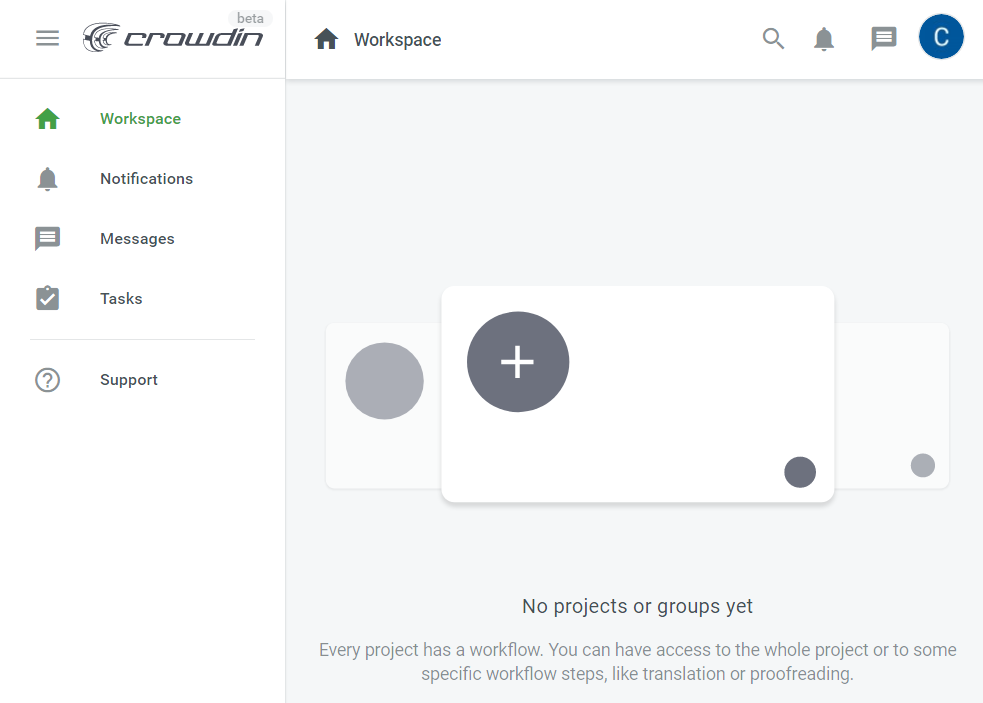 beta
crowdin
Workspace
C
Workspace
Notifications
Messages
Tasks
Support
No projects or groups yet
Every project has a workflow. You can have access to the whole project or to some
specific workflow steps, like translation or proofreading.